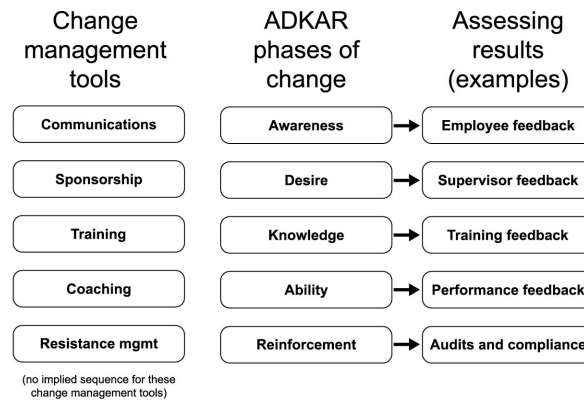 Change
management
tools
ADKAR
phases of
change
Assessing
results
(examples)
Communications
Awareness
Employee feedback
Sponsorship
Desire
Supervisor feedback
Training
Knowledge
Training feedback
Coaching
Ability
Performance feedback
Resistance mgmt
Reinforcement
Audits and compliance
(no implied sequence for these
change management tools)